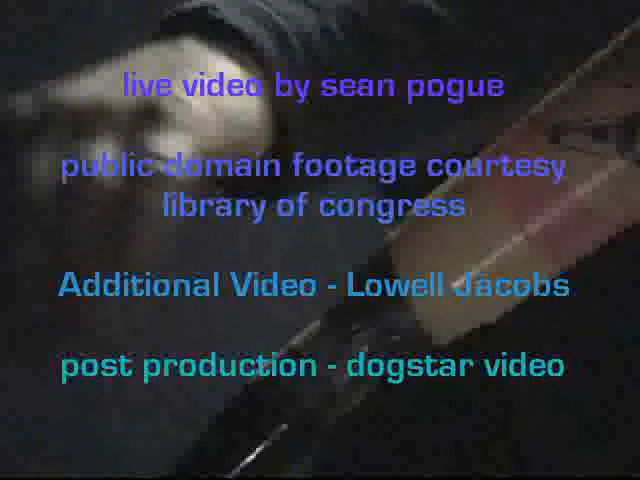 live video by sean pogue
public domain footage courtesy
library of congress
Additional Video - Lowell Jacobs
post production - dogstar video